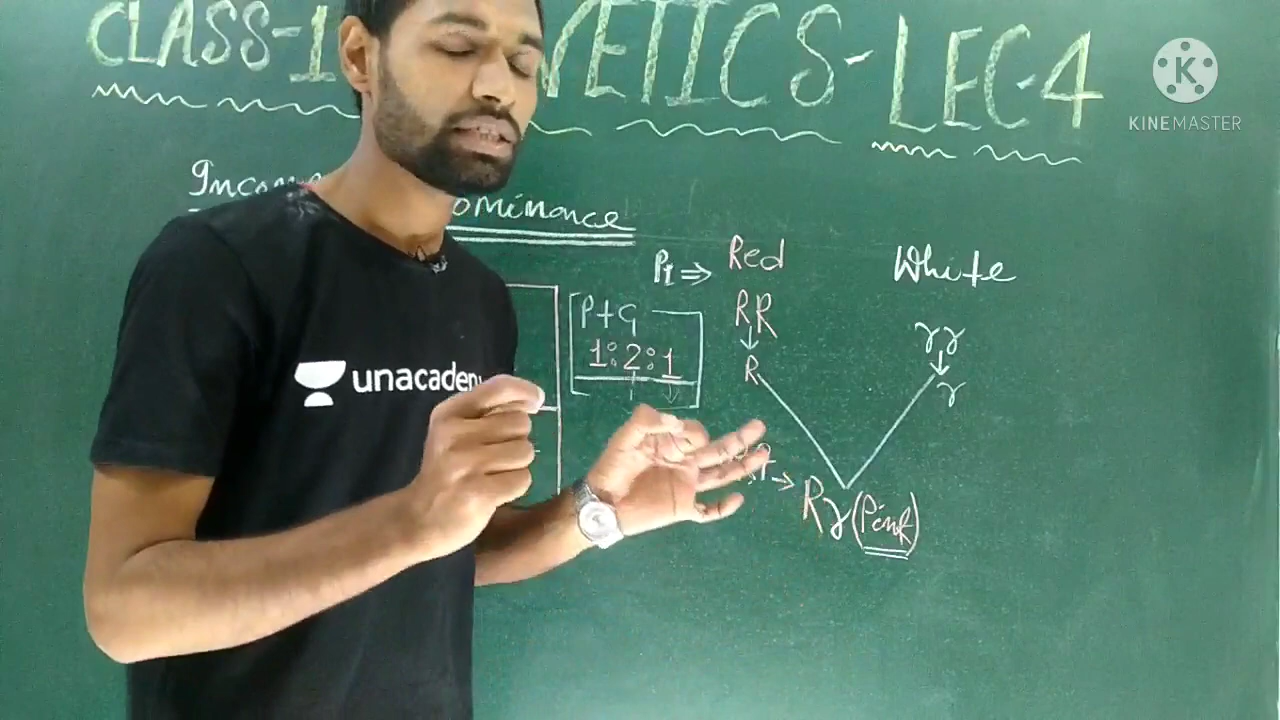 CLASS-1 NETICS-LEC-4
KINEMASTER
Incom ominance
P1 ⇒ Red White
P+G
RR
rr
1:2:1
R
r
unacademy
Rr (Pink)